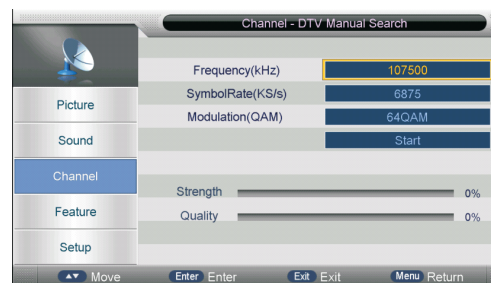 Channel - DTV Manual Search
Picture
Sound
Channel
Feature
Setup
Frequency(kHz) 107500
SymbolRate(KS/s) 6875
Modulation(QAM) 64QAM
Start
Strength 0%
Quality 0%
Move Enter Enter Exit Exit Menu Return